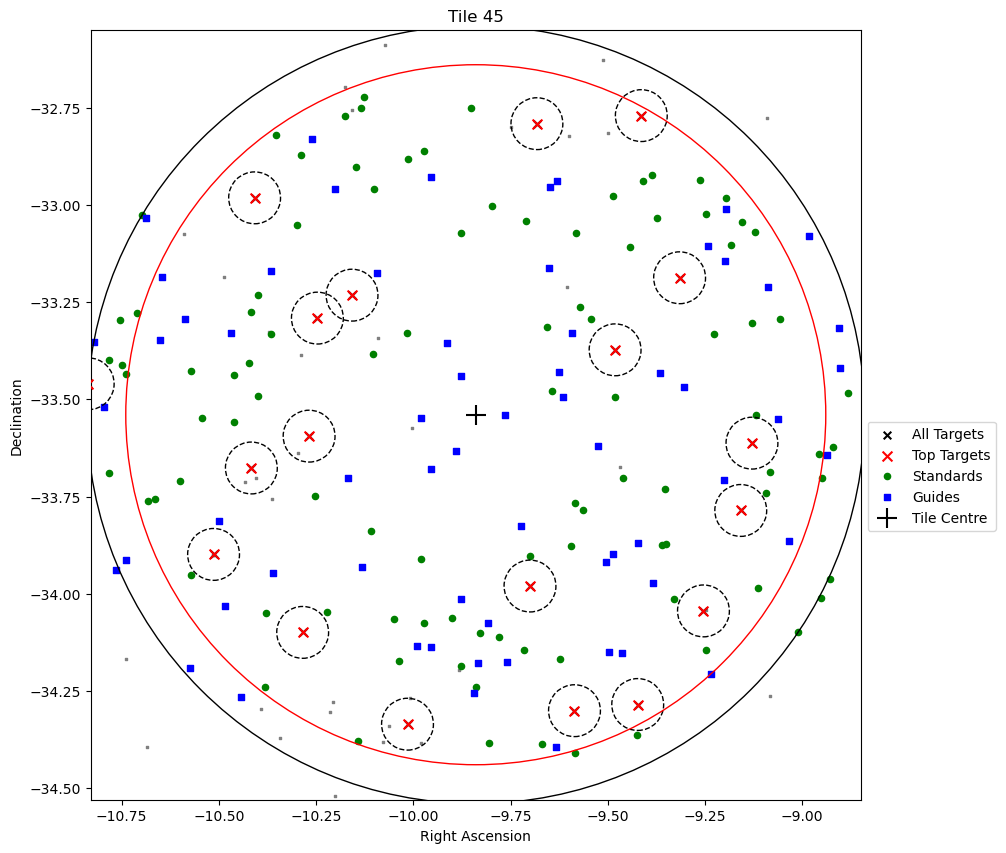 Tile 45
Declination
−32.75
−33.00
−33.25
−33.50
−33.75
−34.00
−34.25
−34.50
All Targets
Top Targets
Standards
Guides
Tile Centre
−10.75 −10.50 −10.25 −10.00 −9.75 −9.50 −9.25 −9.00
Right Ascension